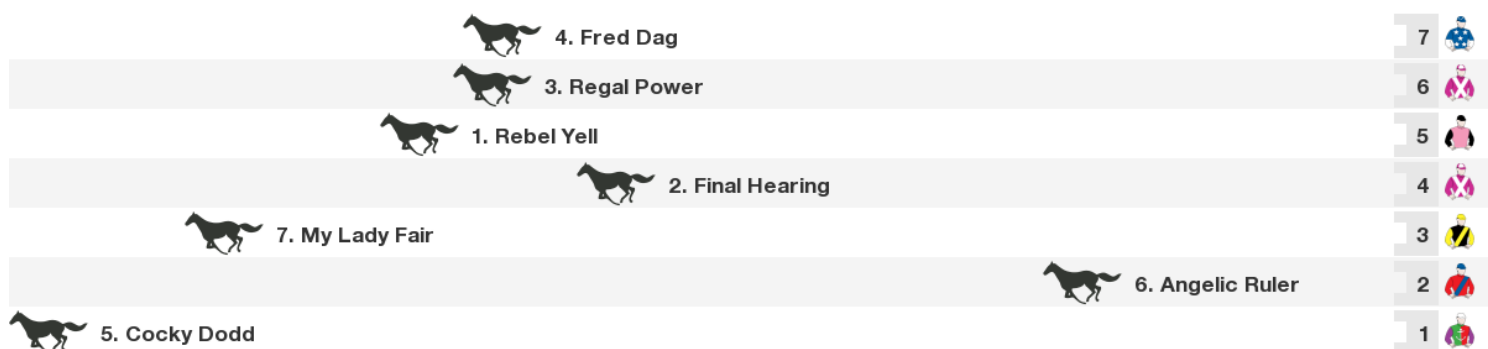 4. Fred Dag 7
3. Regal Power 6
1. Rebel Yell 5
2. Final Hearing 4
7. My Lady Fair 3
6. Angelic Ruler 2
5. Cocky Dodd 1